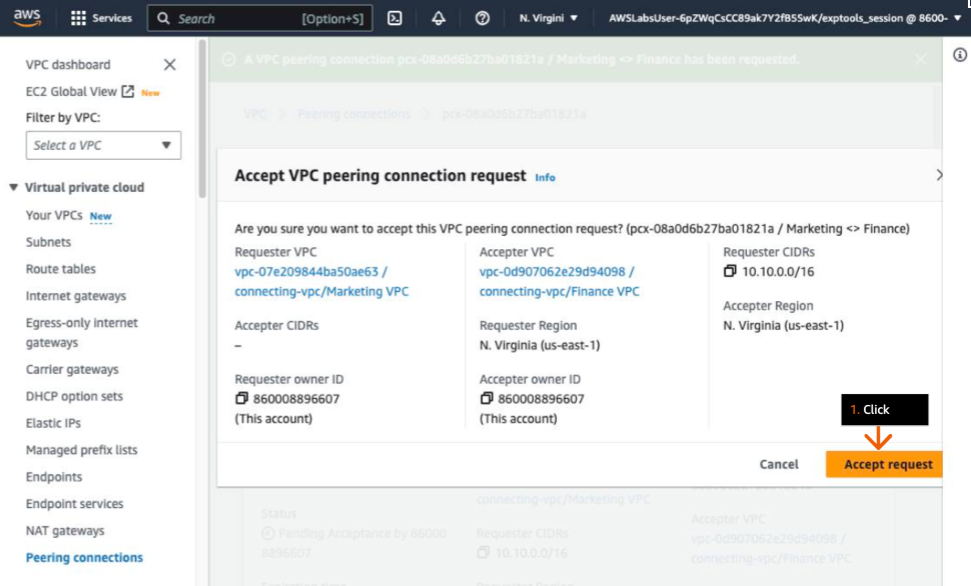 aws
Services
Search [Option+S]
N. Virgini
AWSLabsUser-6pZWqCsCC89ak7Y2fB5SwK/exptools_session @ 8600-
VPC dashboard
EC2 Global View New
Filter by VPC:
Select a VPC
Virtual private cloud
Your VPCs New
Subnets
Route tables
Internet gateways
Egress-only internet
gateways
Carrier gateways
DHCP option sets
Elastic IPs
Managed prefix lists
Endpoints
Endpoint services
NAT gateways
Peering connections
A VPC peering connection pcx-08a0d6b27ba01821a / Marketing <> Finance has been requested.
VPC > Peering connections > pcx-08a0d6b27ba01821a
Accept VPC peering connection request Info
Are you sure you want to accept this VPC peering connection request? (pcx-08a0d6b27ba01821a / Marketing <> Finance)
Requester VPC
vpc-07e209844ba50ae63 /
connecting-vpc/Marketing VPC
Accepter CIDRs
–
Requester owner ID
860008896607
(This account)
Accepter VPC
vpc-0d907062e29d94098 /
connecting-vpc/Finance VPC
Requester Region
N. Virginia (us-east-1)
Accepter owner ID
860008896607
(This account)
Requester CIDRs
10.10.0.0/16
Accepter Region
N. Virginia (us-east-1)
1. Click
Cancel
Accept request
Status
Pending Acceptance by 86000
8896607
connecting-vpc/Marketing VPC
Requester CIDRs
10.10.0.0/16
Accepter VPC
vpc-0d907062e29d94098 /
connecting-vpc/Finance VPC